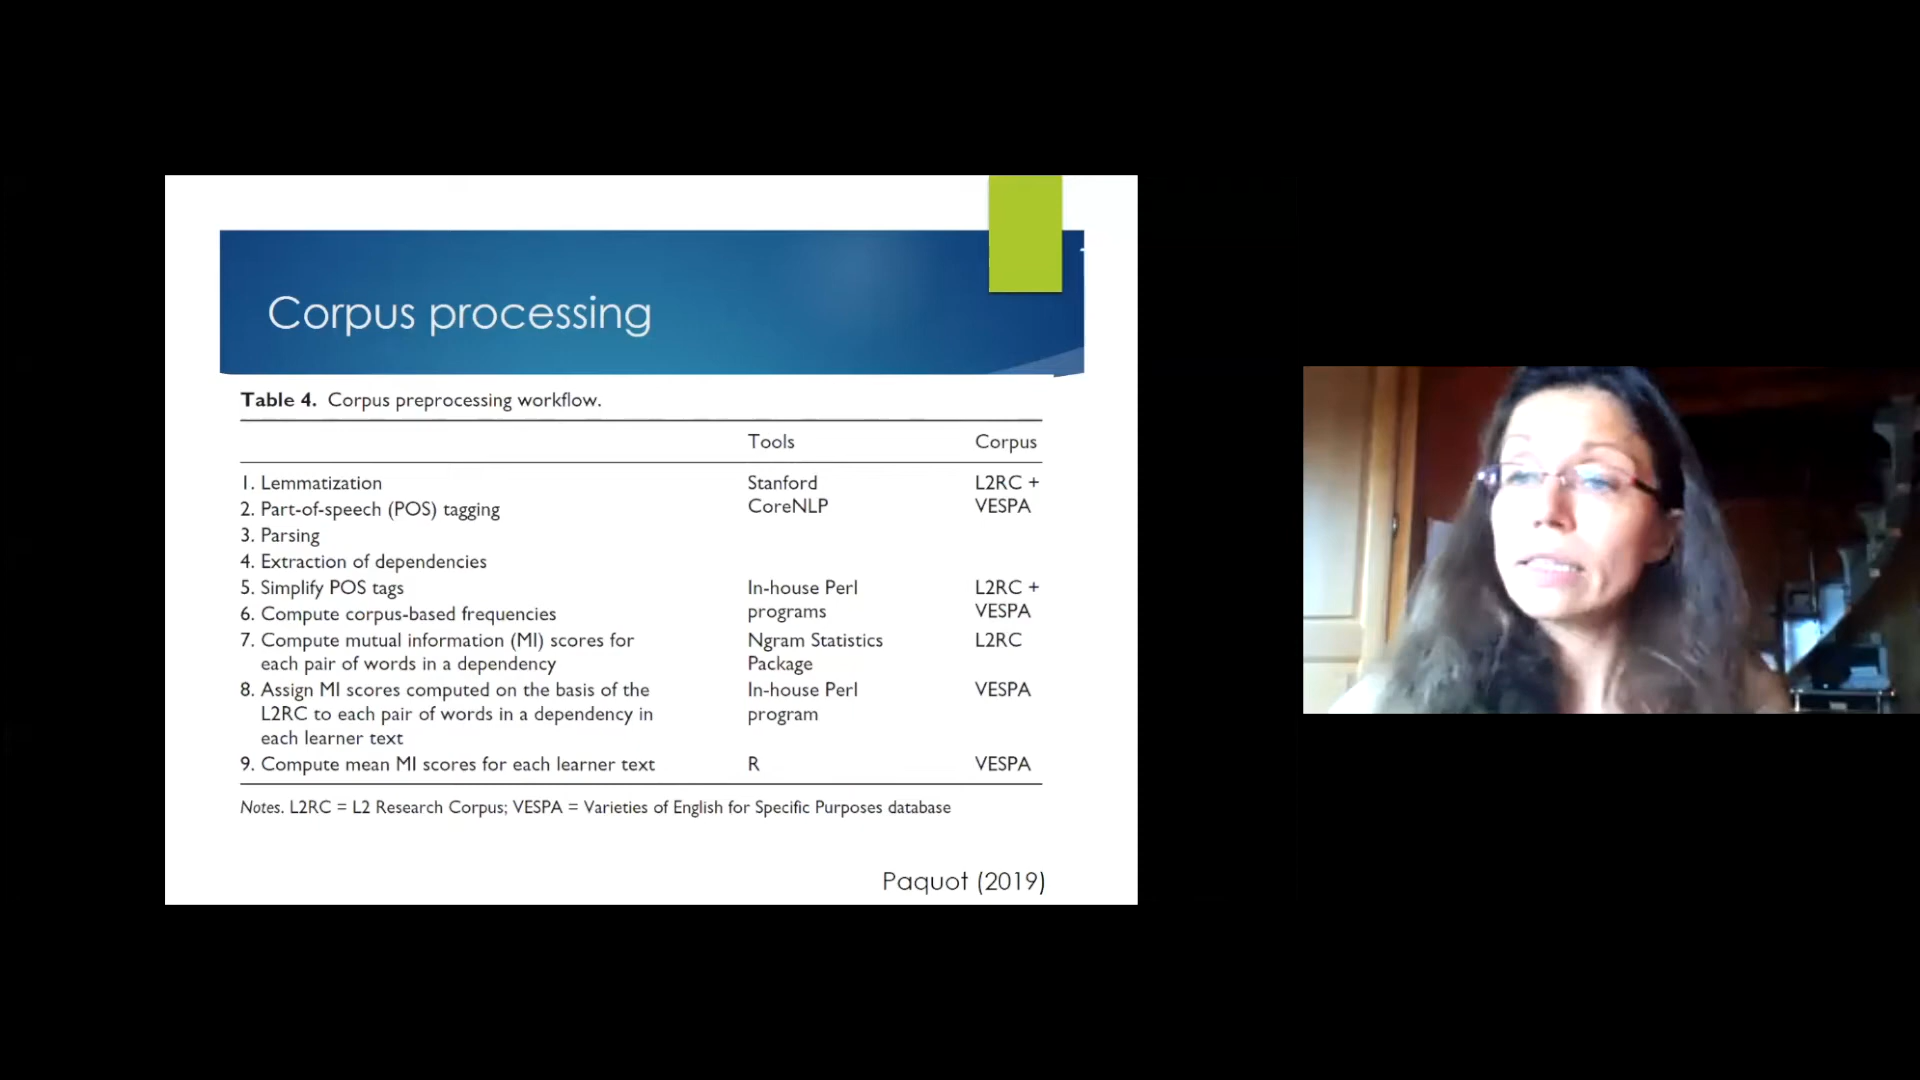 Corpus processing
Table 4. Corpus preprocessing workflow.
Tools Corpus
1. Lemmatization Stanford L2RC +
2. Part-of-speech (POS) tagging CoreNLP VESPA
3. Parsing
4. Extraction of dependencies
5. Simplify POS tags In-house Perl L2RC +
6. Compute corpus-based frequencies programs VESPA
7. Compute mutual information (MI) scores for Ngram Statistics L2RC
each pair of words in a dependency Package
8. Assign MI scores computed on the basis of the In-house Perl VESPA
L2RC to each pair of words in a dependency in program
each learner text
9. Compute mean MI scores for each learner text R VESPA
Notes. L2RC = L2 Research Corpus; VESPA = Varieties of English for Specific Purposes database
Paquot (2019)